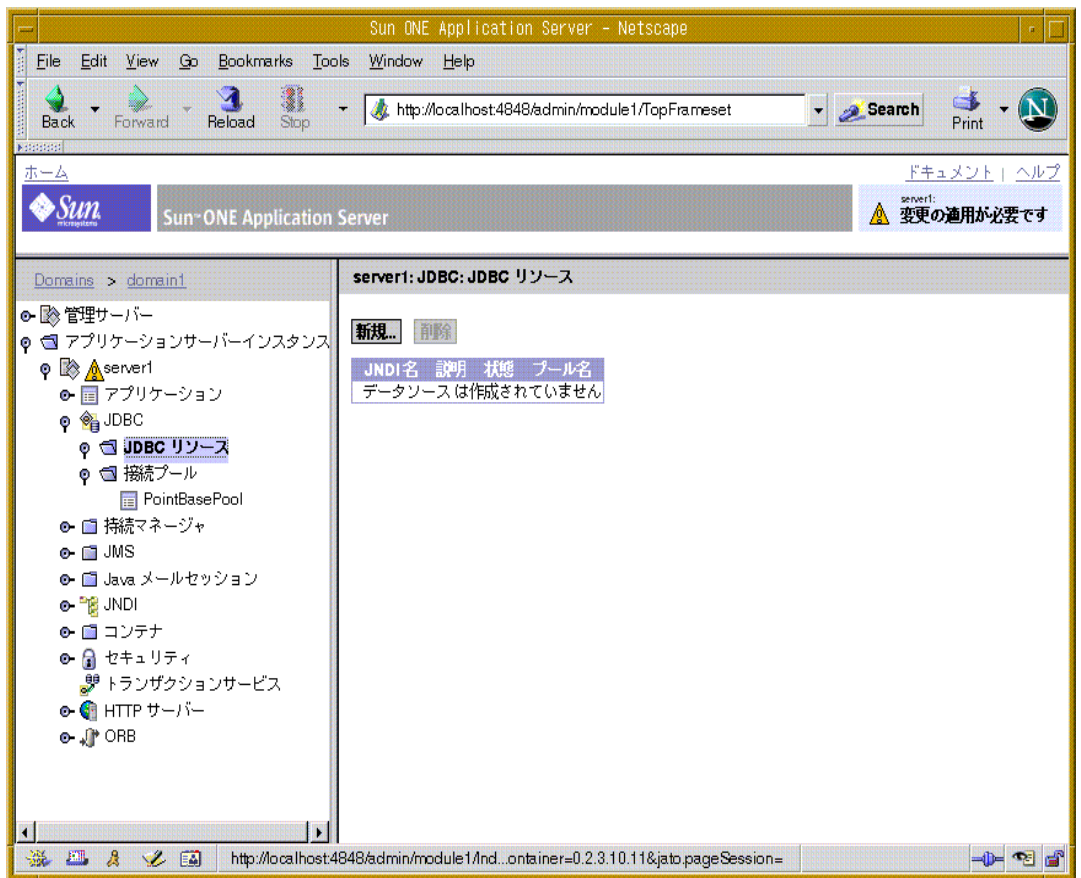 Sun ONE Application Server - Netscape
File Edit View Go Bookmarks Tools Window Help
Back Forward Reload Stop http://localhost:4848/admin/module1/TopFrameset Search Print N
ホーム ドキュメント | ヘルプ
Sun microsystems Sun ONE Application Server
server1:
変更の適用が必要です
Domains > domain1
server1: JDBC: JDBC リソース
管理サーバー
アプリケーションサーバーインスタンス
server1
アプリケーション
JDBC
JDBC リソース
接続プール
PointBasePool
持続マネージャ
JMS
Java メールセッション
JNDI
コンテナ
セキュリティ
トランザクションサービス
HTTP サーバー
ORB
新規... 削除
JNDI名 説明 状態 プール名
データソース は作成されていません
http://localhost:4848/admin/module1/Ind...ontainer=0.2.3.10.11&jato.pageSession=